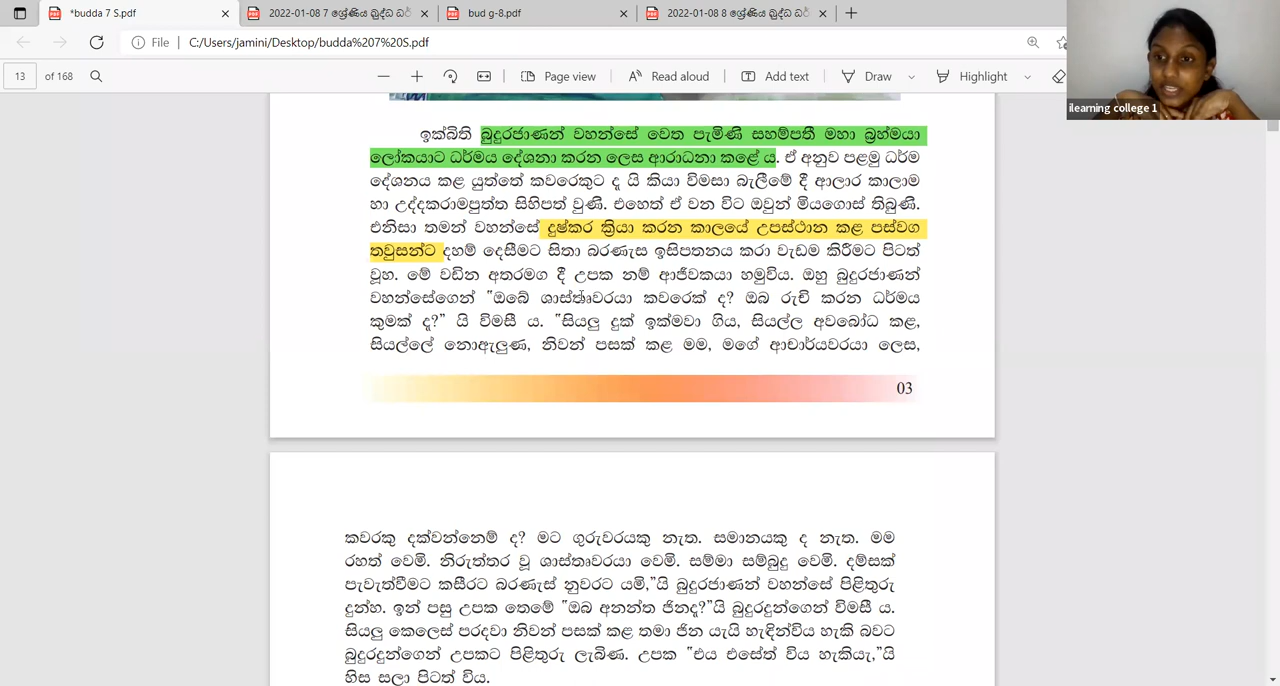 *budda 7 S.pdf
2022-01-08 7 ශ්‍රේණිය බුද්ධ ධර්
bud g-8.pdf
2022-01-08 8 ශ්‍රේණිය බුද්ධ ධර්
File
C:/Users/jamini/Desktop/budda%207%20S.pdf
13 of 168
Page view
Read aloud
Add text
Draw
Highlight
ilearning college 1
ඉක්බිති බුදුරජාණන් වහන්සේ වෙත පැමිණි සහම්පතී මහා බ්‍රහ්මයා
ලෝකයාට ධර්මය දේශනා කරන ලෙස ආරාධනා කළේ ය. ඒ අනුව පළමු ධර්ම
දේශනය කළ යුත්තේ කවරෙකුට දැ යි කියා විමසා බැලීමේ දී ආලාර කාලාම
හා උද්දකරාමපුත්ත සිහිපත් වුණි. එහෙත් ඒ වන විට ඔවුන් මියගොස් තිබුණි.
එනිසා තමන් වහන්සේ දුෂ්කර ක්‍රියා කරන කාලයේ උපස්ථාන කළ පස්වග
තවුසන්ට දහම් දෙසීමට සිතා බරණැස ඉසිපතනය කරා වැඩම කිරීමට පිටත්
වූහ. මේ වඩින අතරමග දී උපක නම් ආජීවකයා හමුවිය. ඔහු බුදුරජාණන්
වහන්සේගෙන් "ඔබේ ශාස්තෘවරයා කවරෙක් ද? ඔබ රුචි කරන ධර්මය
කුමක් දැ?" යි විමසී ය. "සියලු දුක් ඉක්මවා ගිය, සියල්ල අවබෝධ කළ,
සියල්ලේ නොඇලුණ, නිවන් පසක් කළ මම, මගේ ආචාර්යවරයා ලෙස,
03
කවරකු දක්වන්නෙම් ද? මට ගුරුවරයකු නැත. සමානයකු ද නැත. මම
රහත් වෙමි. නිරුත්තර වූ ශාස්තෘවරයා වෙමි. සම්මා සම්බුදු වෙමි. දම්සක්
පැවැත්වීමට කසීරට බරණැස් නුවරට යමි,"යි බුදුරජාණන් වහන්සේ පිළිතුරු
දුන්හ. ඉන් පසු උපක තෙමේ "ඔබ අනන්ත ජිනද?"යි බුදුරදුන්ගෙන් විමසී ය.
සියලු කෙලෙස් පරදවා නිවන් පසක් කළ තමා ජින යැයි හැඳින්විය හැකි බවට
බුදුරදුන්ගෙන් උපකට පිළිතුරු ලැබිණ. උපක "එය එසේත් විය හැකියැ,"යි
හිස සලා පිටත් විය.